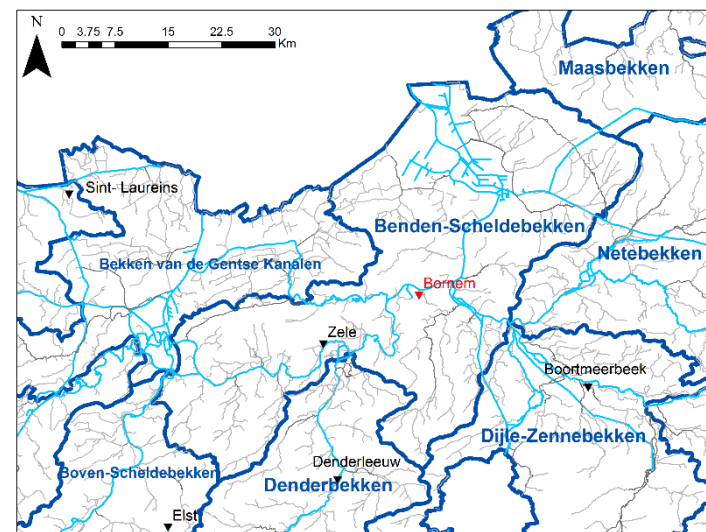 N
0 3.75 7.5 15 22.5 30
Km
Maasbekken
Sint- Laureins
Benden-Scheldebekken
Netebekken
Bekken van de Gentse Kanalen
Bornem
Zele
Boortmeerbeek
Dijle-Zennebekken
Denderleeuw
Boven-Scheldebekken
Denderbekken
Elst